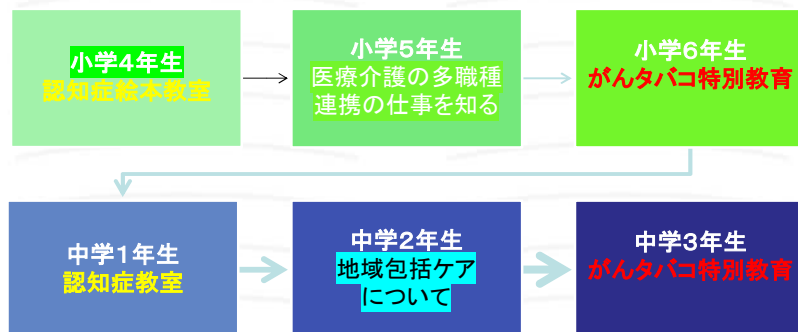 小学４年生
認知症絵本教室
小学５年生
医療介護の多職種
連携の仕事を知る
小学６年生
がんタバコ特別教育
中学１年生
認知症教室
中学２年生
地域包括ケア
について
中学３年生
がんタバコ特別教育